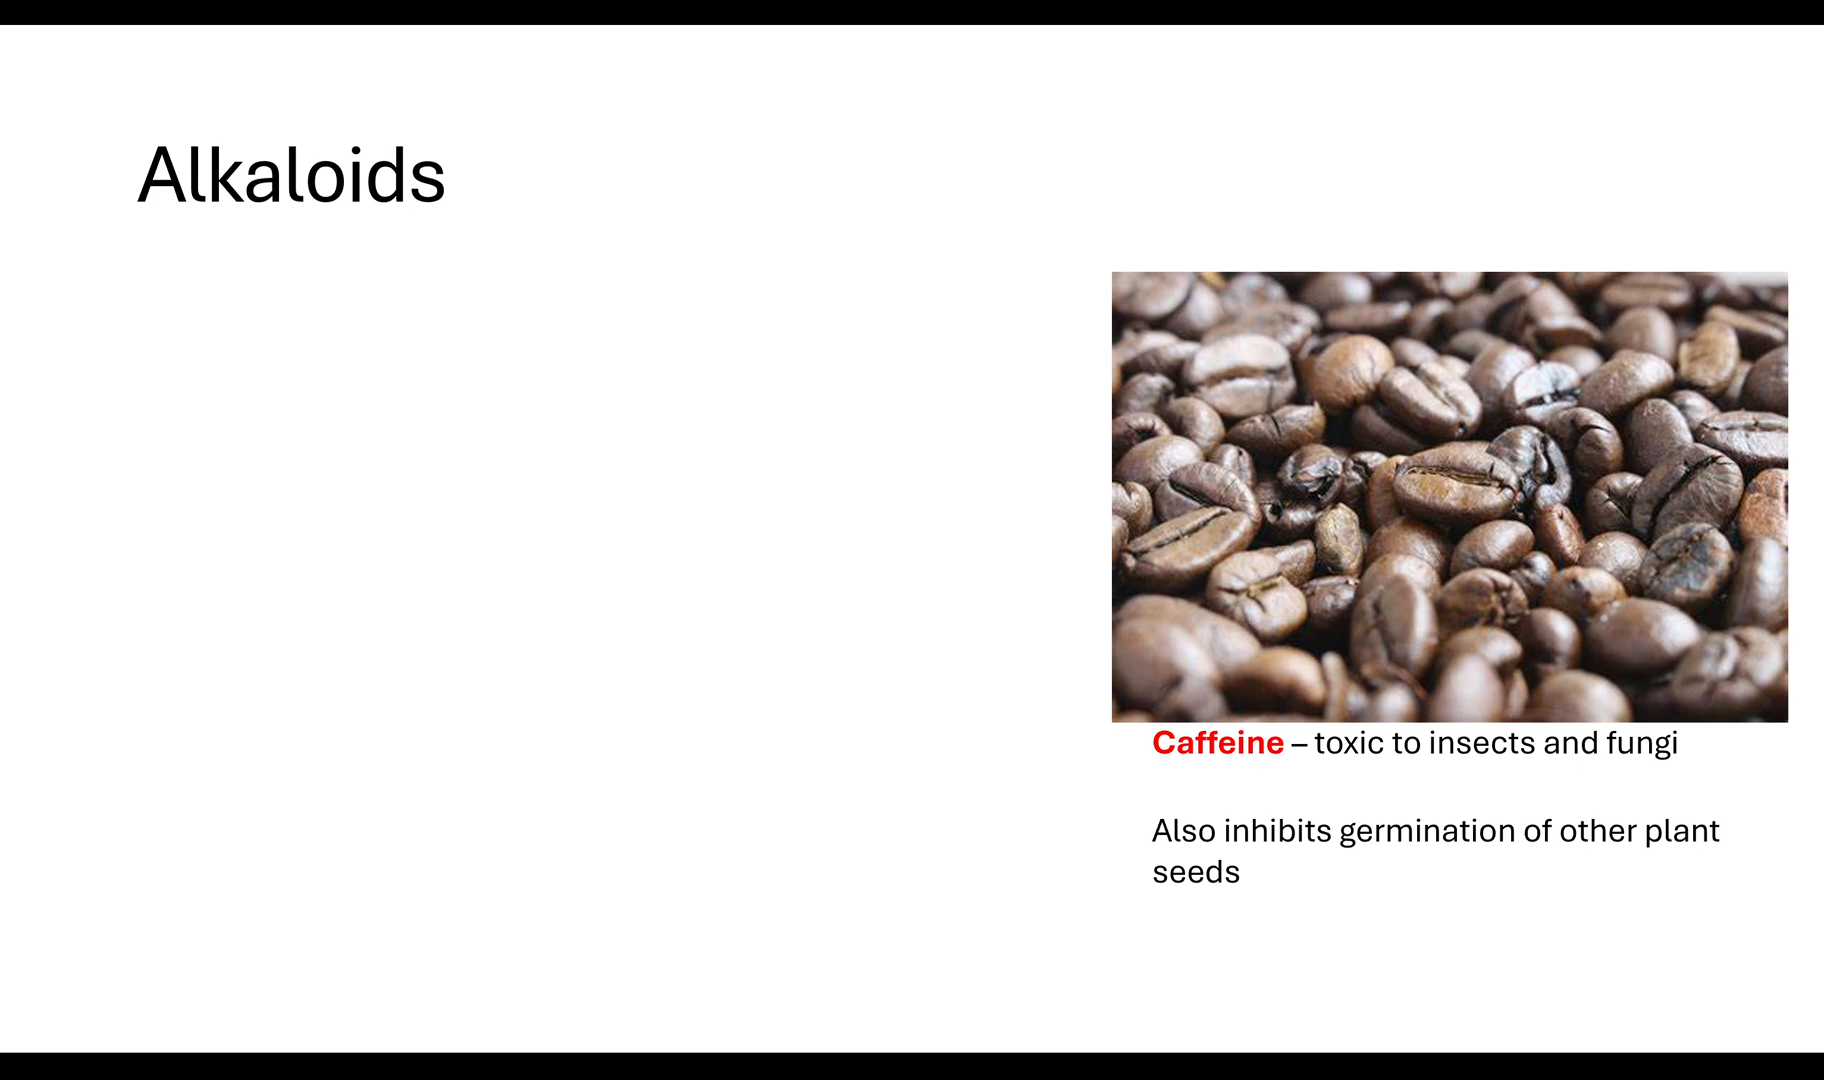 Alkaloids
Caffeine – toxic to insects and fungi
Also inhibits germination of other plant
seeds